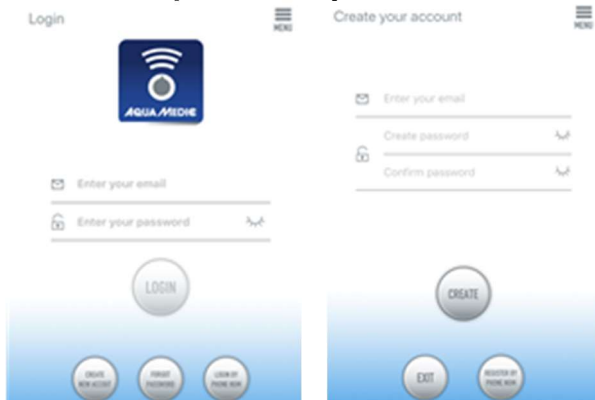 Login
MENU
AQUA MEDIC
Enter your email
Enter your password
LOGIN
CREATE
NEW ACCOUNT
FORGOT
PASSWORD
LOGIN BY
PHONE NUM
Create your account
MENU
Enter your email
Create password
Confirm password
CREATE
EXIT
REGISTER BY
PHONE NUM